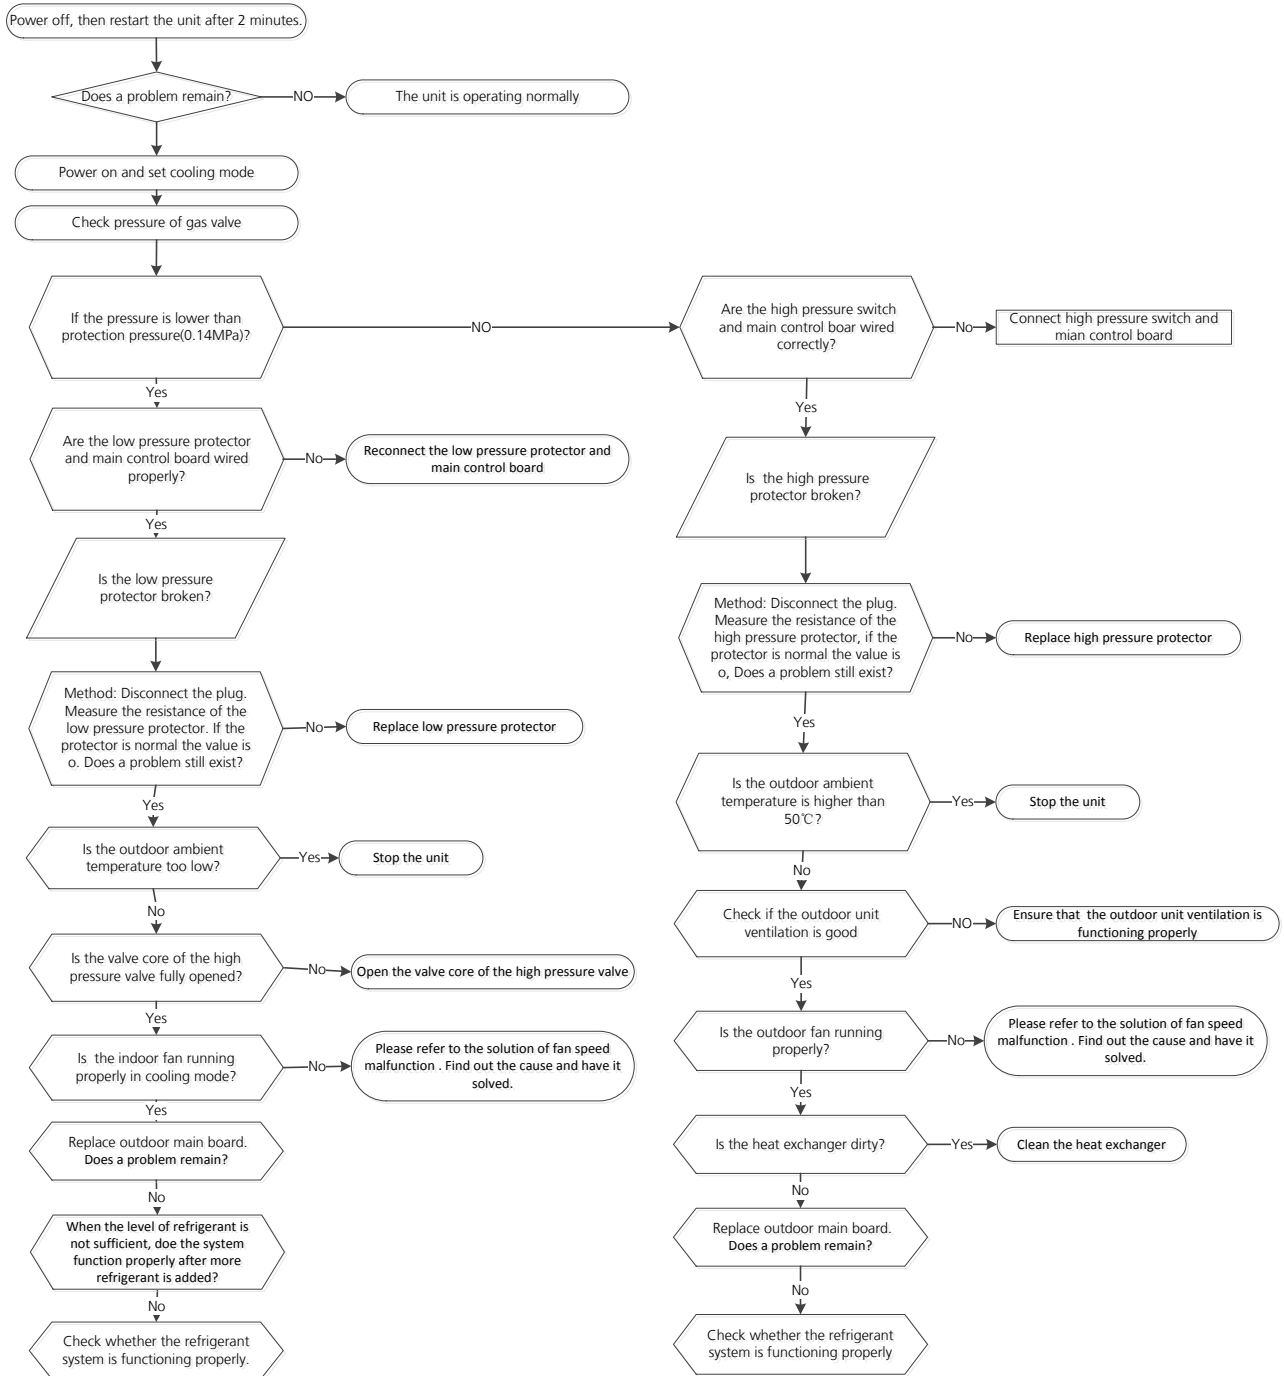 Power off, then restart the unit after 2 minutes.
Does a problem remain?
NO
The unit is operating normally
Power on and set cooling mode
Check pressure of gas valve
If the pressure is lower than
protection pressure(0.14MPa)?
NO
Are the high pressure switch
and main control boar wired
correctly?
No
Connect high pressure switch and
mian control board
Yes
Are the low pressure protector
and main control board wired
properly?
No
Reconnect the low pressure protector and
main control board
Yes
Is the low pressure
protector broken?
Method: Disconnect the plug.
Measure the resistance of the
low pressure protector. If the
protector is normal the value is
o. Does a problem still exist?
No
Replace low pressure protector
Yes
Is the outdoor ambient
temperature too low?
Yes
Stop the unit
No
Is the valve core of the high
pressure valve fully opened?
No
Open the valve core of the high pressure valve
Yes
Is the indoor fan running
properly in cooling mode?
No
Please refer to the solution of fan speed
malfunction . Find out the cause and have it
solved.
Yes
Replace outdoor main board.
Does a problem remain?
No
When the level of refrigerant is
not sufficient, doe the system
function properly after more
refrigerant is added?
No
Check whether the refrigerant
system is functioning properly.
Yes
Is the high pressure
protector broken?
Method: Disconnect the plug.
Measure the resistance of the
high pressure protector, if the
protector is normal the value is
o, Does a problem still exist?
No
Replace high pressure protector
Yes
Is the outdoor ambient
temperature is higher than
50℃?
Yes
Stop the unit
No
Check if the outdoor unit
ventilation is good
NO
Ensure that the outdoor unit ventilation is
functioning properly
Yes
Is the outdoor fan running
properly?
No
Please refer to the solution of fan speed
malfunction . Find out the cause and have it
solved.
Yes
Is the heat exchanger dirty?
Yes
Clean the heat exchanger
No
Replace outdoor main board.
Does a problem remain?
No
Check whether the refrigerant
system is functioning properly